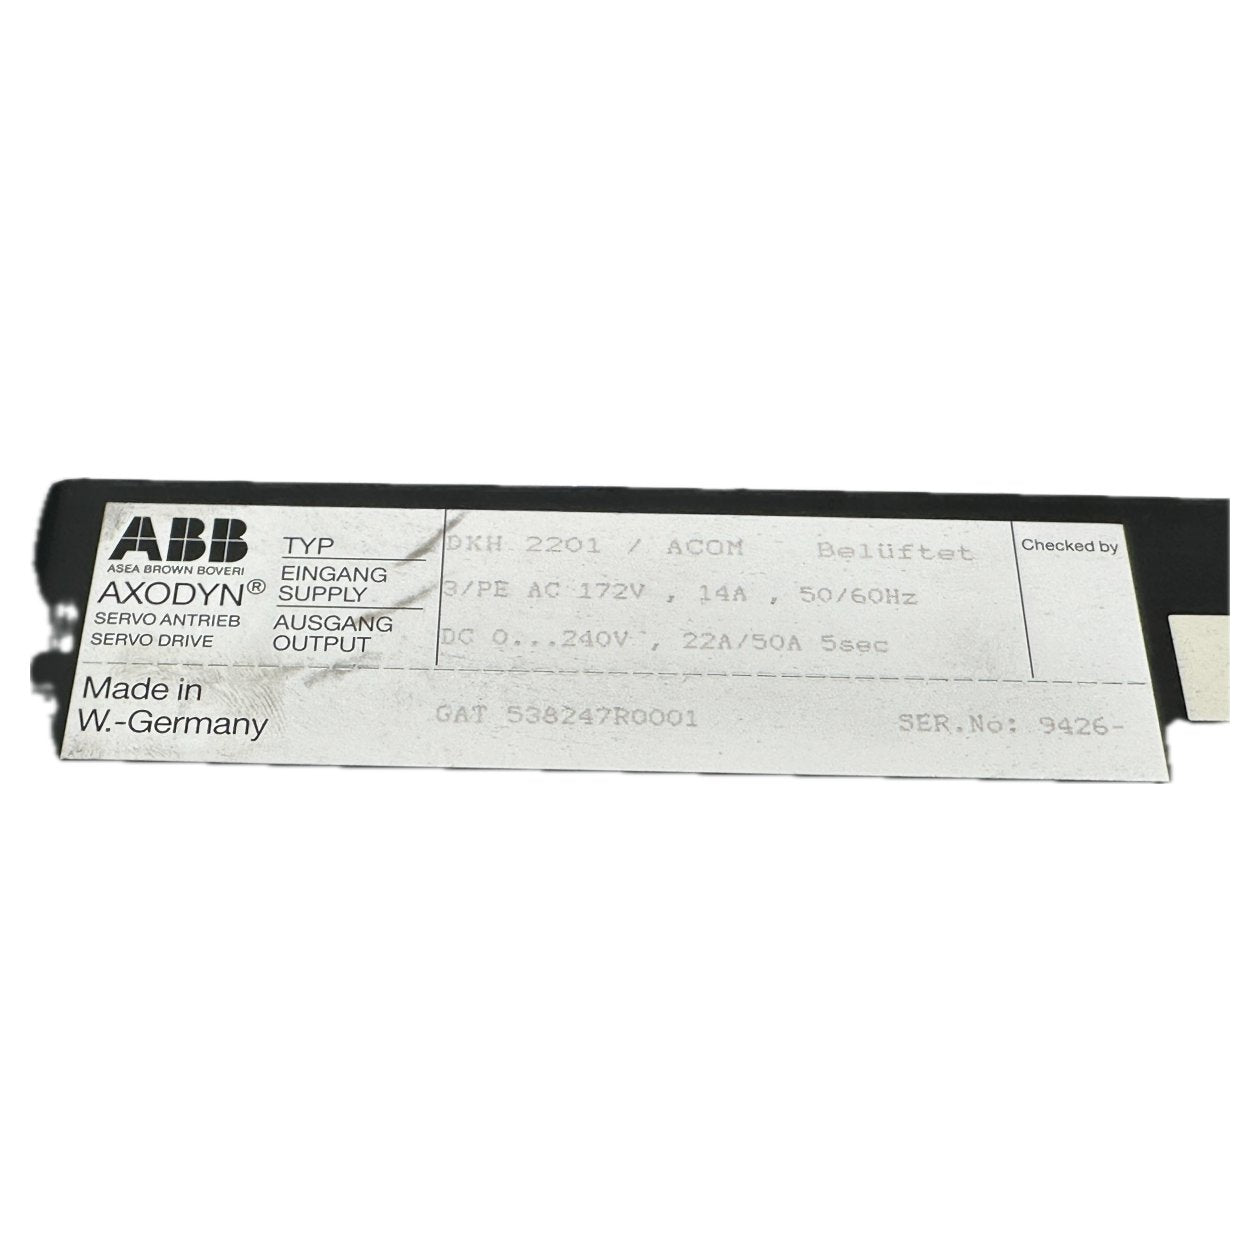 ABB
ASEA BROWN BOVERI
AXODYN®
SERVO ANTRIEB
SERVO DRIVE
TYP DKH 2201 / ACOM Belüftet
EINGANG
SUPPLY 3/PE AC 172V , 14A , 50/60Hz
AUSGANG
OUTPUT DC 0...240V , 22A/50A 5sec
Checked by
Made in
W.-Germany
GAT 538247R0001 SER.No: 9426-